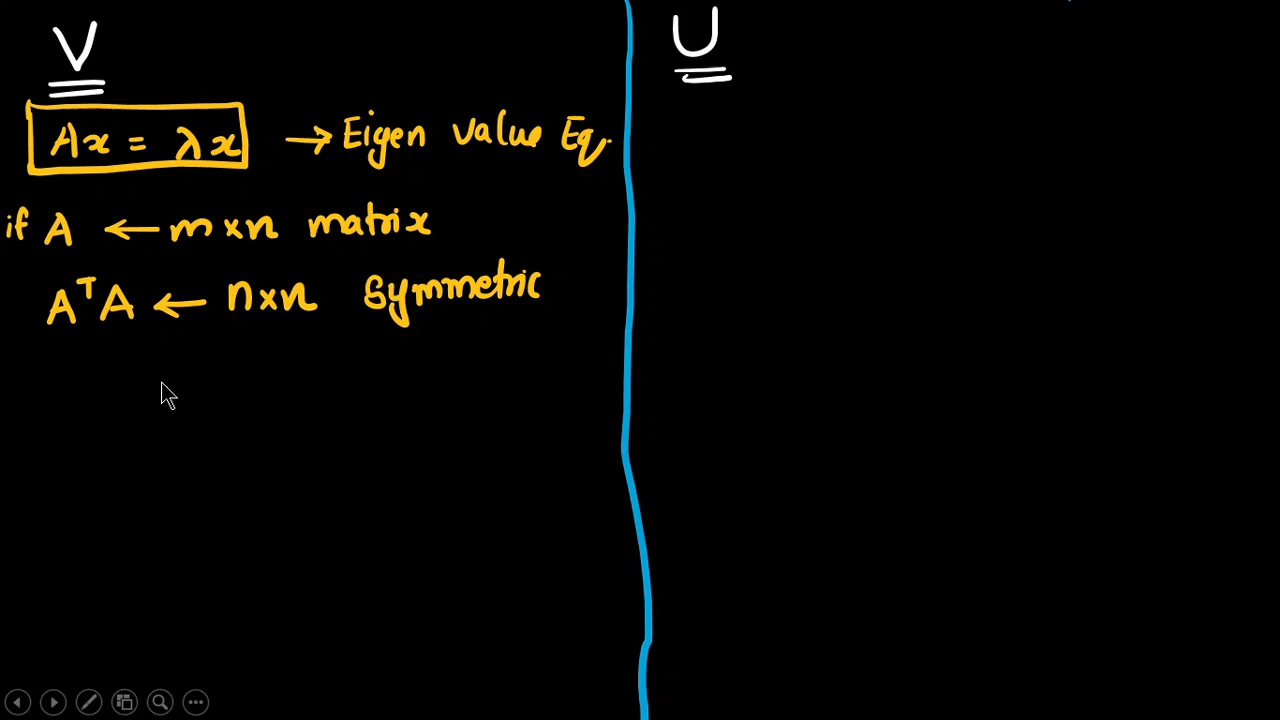 V
Ax = λx → Eigen value Eq.
if A ← m×n matrix
AᵀA ← n×n Symmetric
U